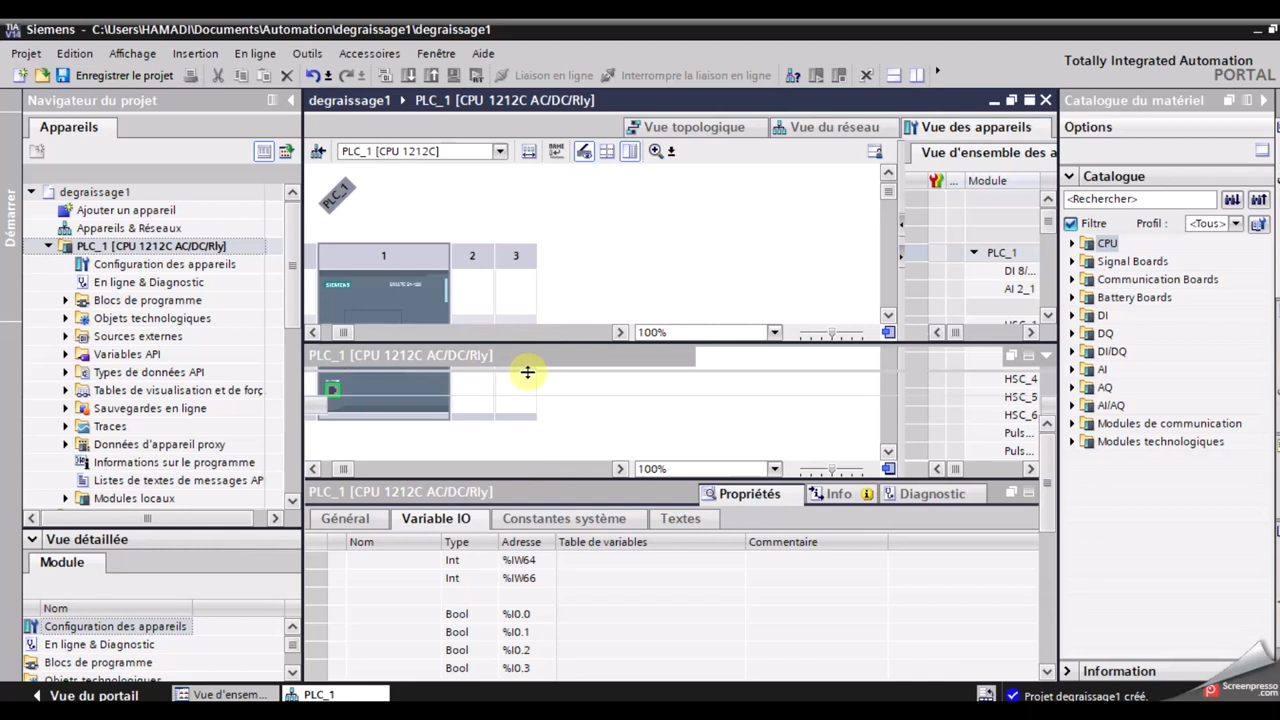 TIA V14 Siemens - C:\Users\HAMADI\Documents\Automation\degraissage1\degraissage1
Projet Edition Affichage Insertion En ligne Outils Accessoires Fenêtre Aide
Totally Integrated Automation
PORTAL
Enregistrer le projet Liaison en ligne Interrompre la liaison en ligne
Navigateur du projet
degraissage1 PLC_1 [CPU 1212C AC/DC/Rly]
Catalogue du matériel
Appareils
Vue topologique Vue du réseau Vue des appareils
Options
PLC_1 [CPU 1212C]
Vue d'ensemble des a
... Module
Démarrer
degraissage1
Ajouter un appareil
Appareils & Réseaux
PLC_1 [CPU 1212C AC/DC/Rly]
Configuration des appareils
En ligne & Diagnostic
Blocs de programme
Objets technologiques
Sources externes
Variables API
Types de données API
Tables de visualisation et de forç
Sauvegardes en ligne
Traces
Données d'appareil proxy
Informations sur le programme
Listes de textes de messages AP
Modules locaux
PLC_1
1 2 3
SIEMENS
100%
PLC_1
DI 8/...
AI 2_1
PLC_1 [CPU 1212C AC/DC/Rly]
HSC_4
HSC_5
HSC_6
Puls...
Puls...
100%
Catalogue
<Rechercher>
Filtre Profil : <Tous>
CPU
Signal Boards
Communication Boards
Battery Boards
DI
DQ
DI/DQ
AI
AQ
AI/AQ
Modules de communication
Modules technologiques
Information
PLC_1 [CPU 1212C AC/DC/Rly]
Propriétés Info Diagnostic
Général Variable IO Constantes système Textes
Nom Type Adresse Table de variables Commentaire
Int %IW64
Int %IW66
Bool %I0.0
Bool %I0.1
Bool %I0.2
Bool %I0.3
Vue détaillée
Module
Nom
Configuration des appareils
En ligne & Diagnostic
Blocs de programme
Vue du portail Vue d'ensem... PLC_1
Projet degraissage1 créé.
Screenpresso
.com